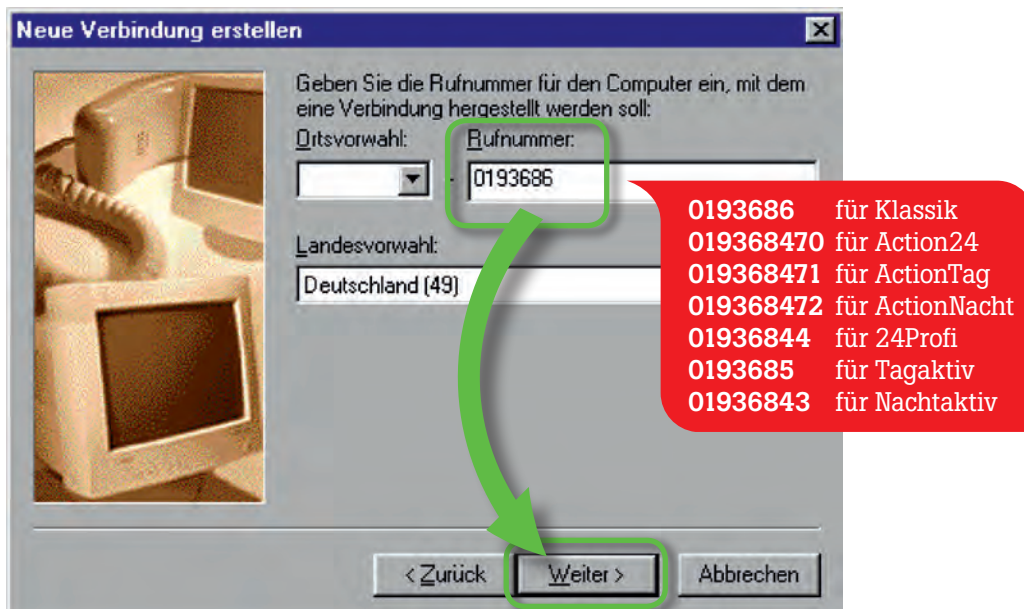 Neue Verbindung erstellen
Geben Sie die Rufnummer für den Computer ein, mit dem
eine Verbindung hergestellt werden soll:
Ortsvorwahl: Rufnummer:
- 0193686
Landesvorwahl:
Deutschland (49)
0193686 für Klassik
019368470 für Action24
019368471 für ActionTag
019368472 für ActionNacht
01936844 für 24Profi
0193685 für Tagaktiv
01936843 für Nachtaktiv
< Zurück Weiter > Abbrechen